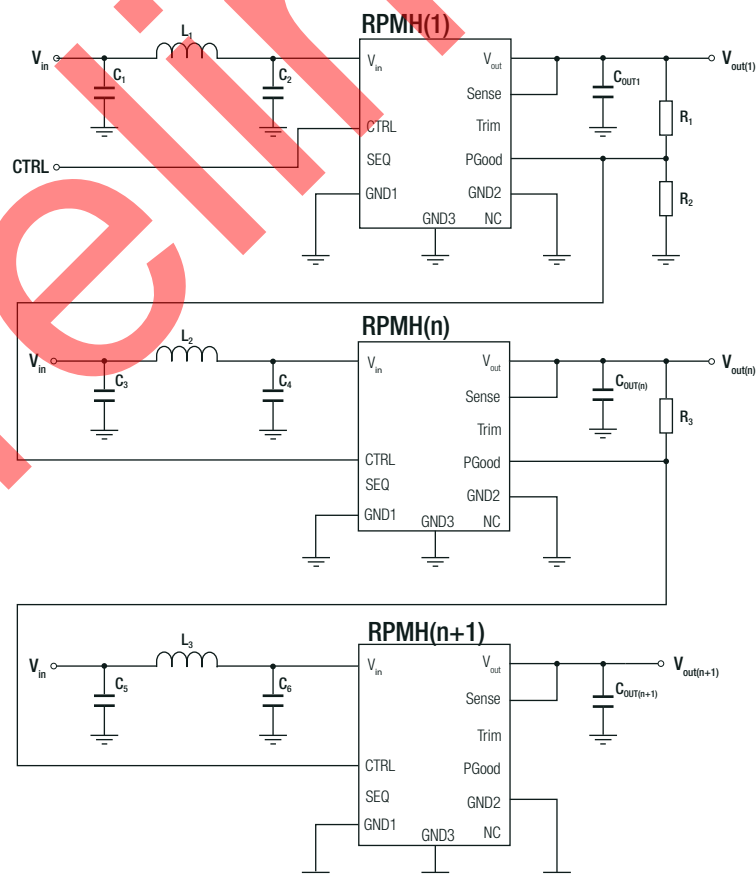 RPMH(1)
L1
Vin
C1
C2
Vin
Vout
COUT1
Vout(1)
Sense
R1
CTRL
Trim
CTRL
SEQ
PGood
GND1
GND2
R2
GND3
NC
RPMH(n)
L2
Vin
C3
C4
Vin
Vout
COUT(n)
Vout(n)
Sense
R3
Trim
CTRL
PGood
SEQ
GND2
GND1
GND3
NC
RPMH(n+1)
L3
Vin
C5
C6
Vin
Vout
COUT(n+1)
Vout(n+1)
Sense
Trim
CTRL
PGood
SEQ
GND2
GND1
GND3
NC